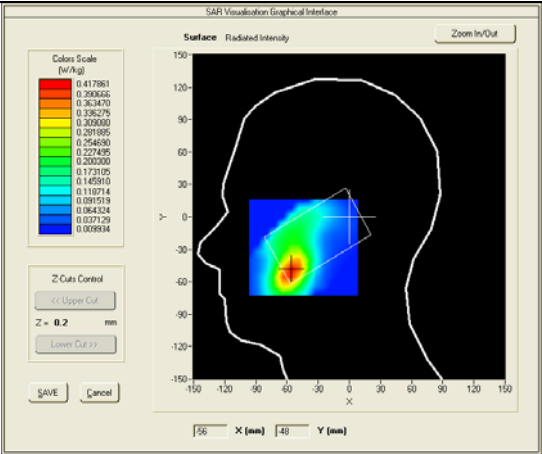 SAR Visualisation Graphical Interface
Surface Radiated Intensity
Zoom In/Out
Colors Scale
(W/kg)
0.417861
0.390666
0.363470
0.336275
0.309080
0.281885
0.254690
0.227495
0.200300
0.173105
0.145910
0.118714
0.091519
0.064324
0.037129
0.009934
Z-Cuts Control
<< Upper Cut
Z = 0.2 mm
Lower Cut >>
SAVE Cancel
150
120
90
60
30
0
-30
-60
-90
-120
-150
Y
-150 -120 -90 -60 -30 0 30 60 90 120 150
X
-56 X (mm) -48 Y (mm)